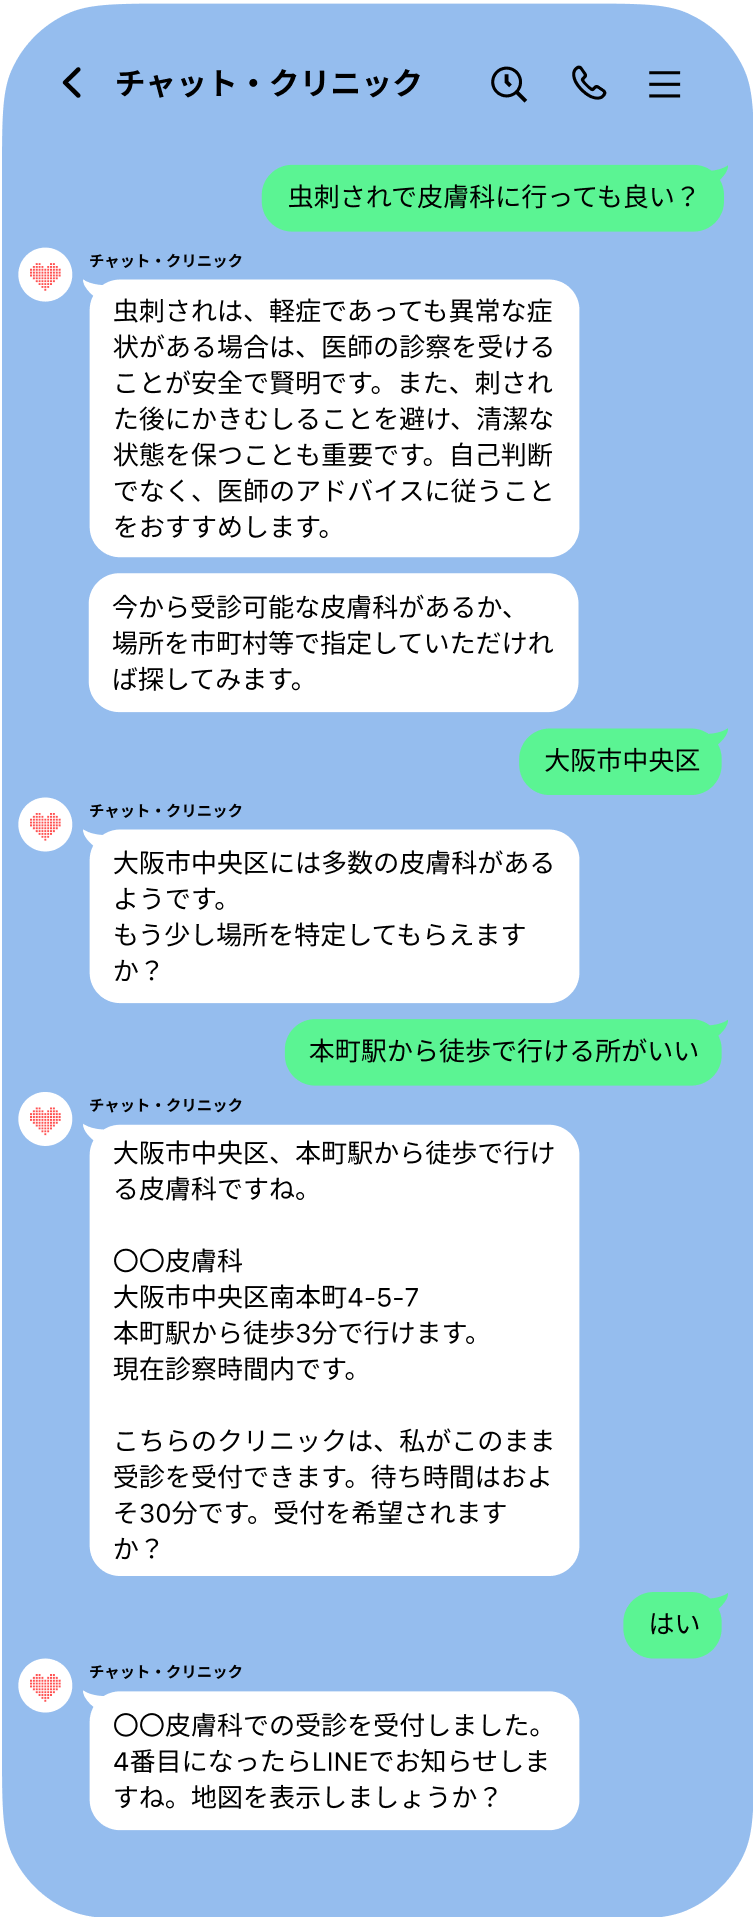 チャット・クリニック
虫刺されで皮膚科に行っても良い？
チャット・クリニック
虫刺されは、軽症であっても異常な症
状がある場合は、医師の診察を受ける
ことが安全で賢明です。また、刺され
た後にかきむしることを避け、清潔な
状態を保つことも重要です。自己判断
でなく、医師のアドバイスに従うこと
をおすすめします。
今から受診可能な皮膚科があるか、
場所を市町村等で指定していただけれ
ば探してみます。
大阪市中央区
チャット・クリニック
大阪市中央区には多数の皮膚科がある
ようです。
もう少し場所を特定してもらえます
か？
本町駅から徒歩で行ける所がいい
チャット・クリニック
大阪市中央区、本町駅から徒歩で行け
る皮膚科ですね。
〇〇皮膚科
大阪市中央区南本町4-5-7
本町駅から徒歩3分で行けます。
現在診察時間内です。
こちらのクリニックは、私がこのまま
受診を受付できます。待ち時間はおよ
そ30分です。受付を希望されます
か？
はい
チャット・クリニック
〇〇皮膚科での受診を受付しました。
4番目になったらLINEでお知らせしま
すね。地図を表示しましょうか？